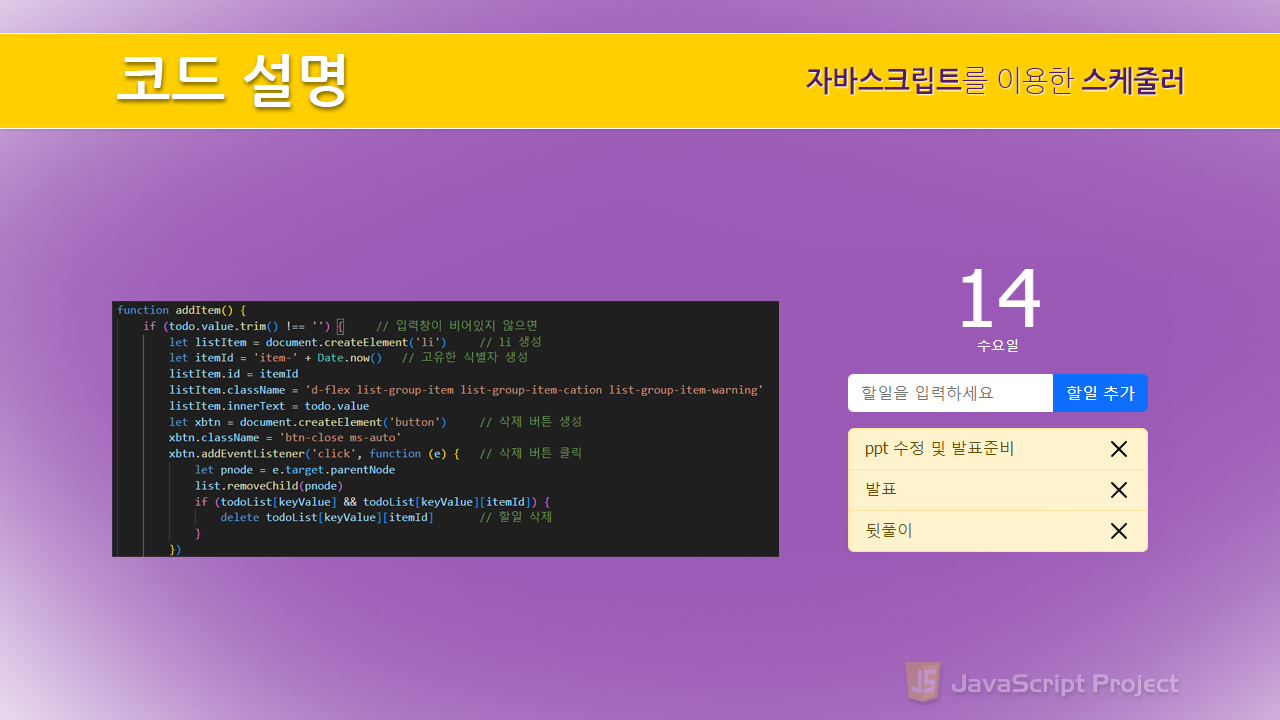 코드 설명
자바스크립트를 이용한 스케줄러
function addItem() {
if (todo.value.trim() !== '') { // 입력창이 비어있지 않으면
let listItem = document.createElement('li') // li 생성
let itemId = 'item-' + Date.now() // 고유한 식별자 생성
listItem.id = itemId
listItem.className = 'd-flex list-group-item list-group-item-cation list-group-item-warning'
listItem.innerText = todo.value
let xbtn = document.createElement('button') // 삭제 버튼 생성
xbtn.className = 'btn-close ms-auto'
xbtn.addEventListener('click', function (e) { // 삭제 버튼 클릭
let pnode = e.target.parentNode
list.removeChild(pnode)
if (todoList[keyValue] && todoList[keyValue][itemId]) {
delete todoList[keyValue][itemId] // 할일 삭제
}
})
14
수요일
할일을 입력하세요 할일 추가
ppt 수정 및 발표준비
발표
뒷풀이
JS JavaScript Project